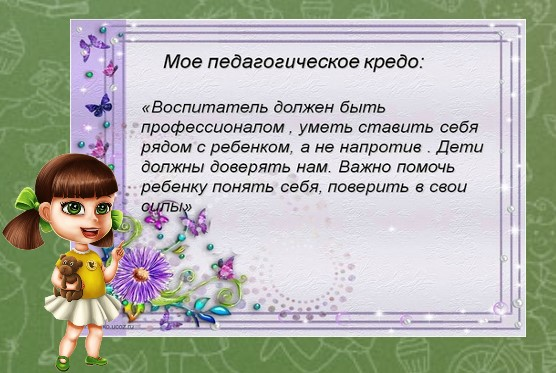 Мое педагогическое кредо:
«Воспитатель должен быть
профессионалом , уметь ставить себя
рядом с ребенком, а не напротив . Дети
должны доверять нам. Важно помочь
ребенку понять себя, поверить в свои
силы»